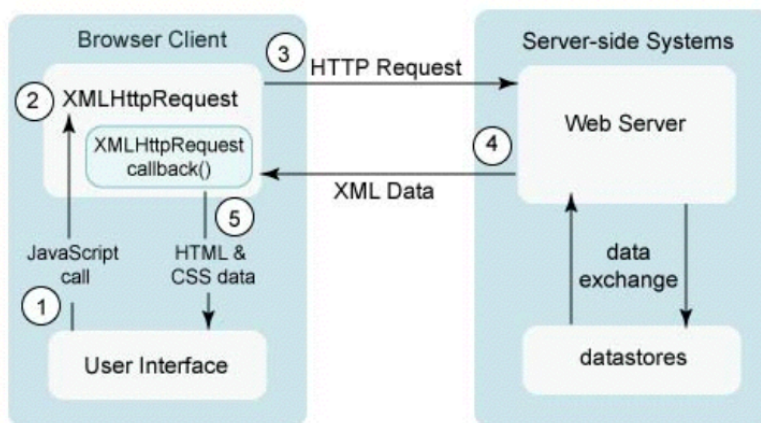 Browser Client
2
XMLHttpRequest
XMLHttpRequest
callback()
3
HTTP Request
4
XML Data
5
JavaScript
call
HTML &
CSS data
1
User Interface
Server-side Systems
Web Server
data
exchange
datastores